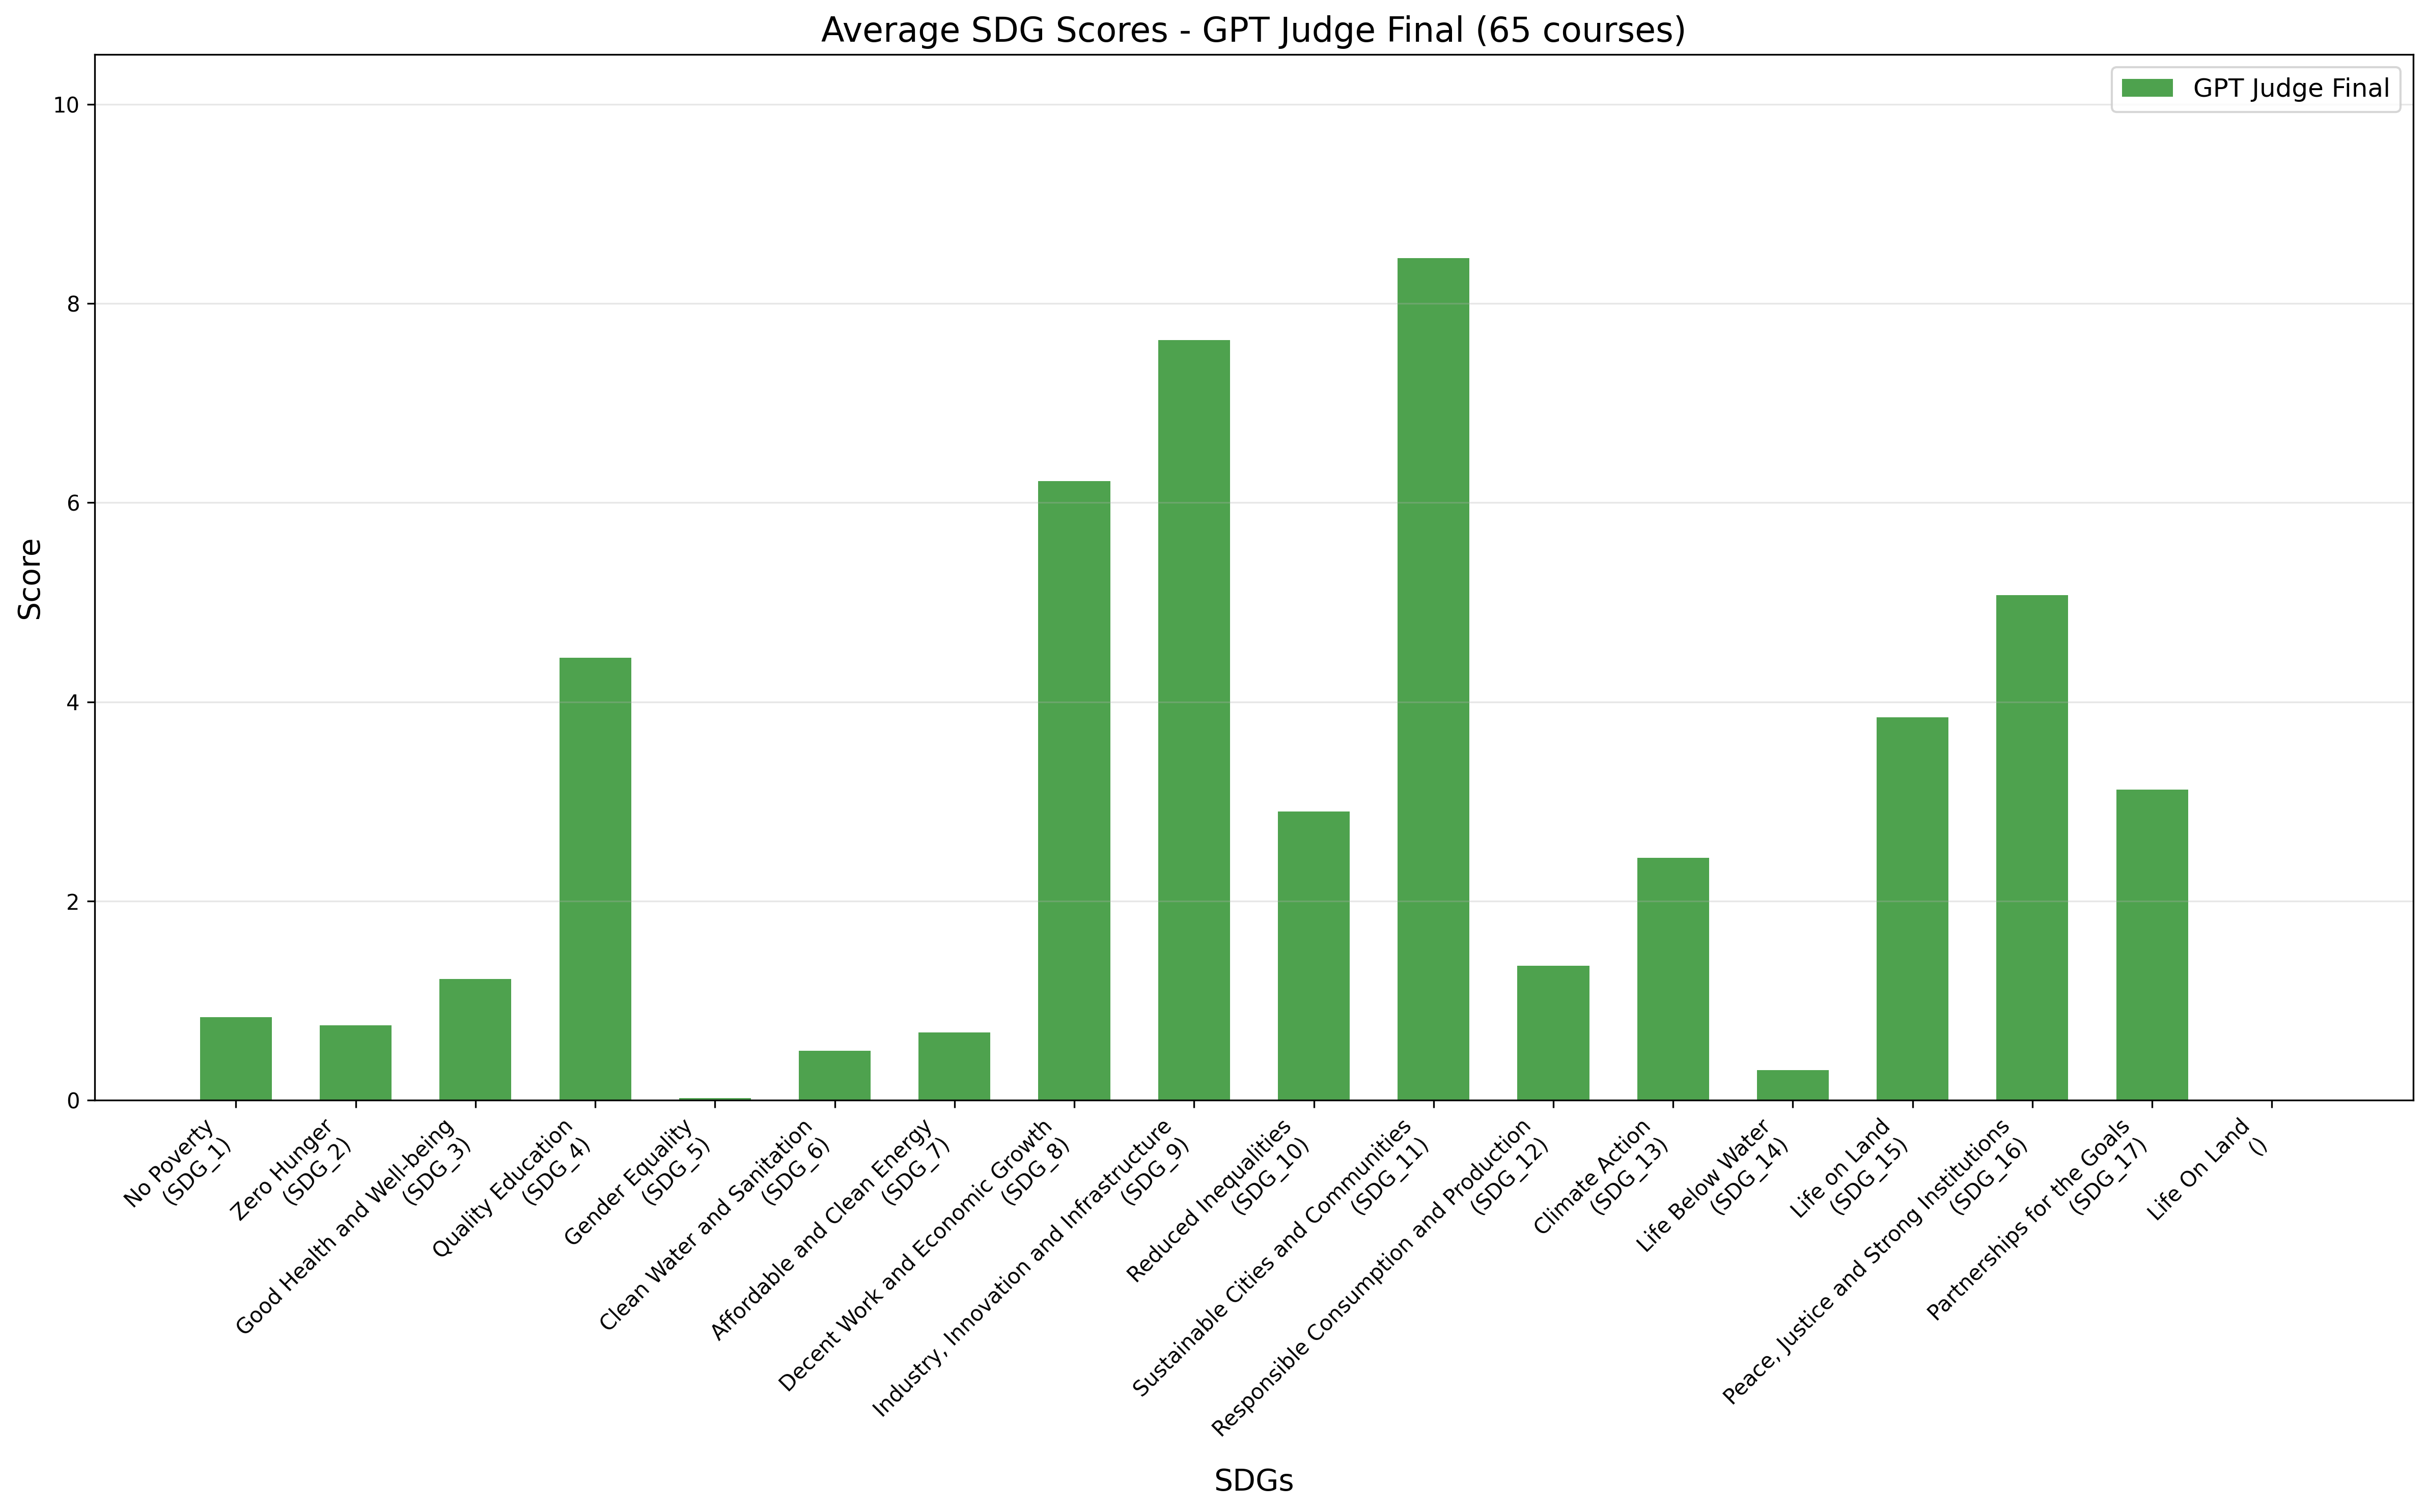 Average SDG Scores - GPT Judge Final (65 courses)
GPT Judge Final
Score
10
8
6
4
2
0
No Poverty
(SDG_1)
Zero Hunger
(SDG_2)
Good Health and Well-being
(SDG_3)
Quality Education
(SDG_4)
Gender Equality
(SDG_5)
Clean Water and Sanitation
(SDG_6)
Affordable and Clean Energy
(SDG_7)
Decent Work and Economic Growth
(SDG_8)
Industry, Innovation and Infrastructure
(SDG_9)
Reduced Inequalities
(SDG_10)
Sustainable Cities and Communities
(SDG_11)
Responsible Consumption and Production
(SDG_12)
Climate Action
(SDG_13)
Life Below Water
(SDG_14)
Life on Land
(SDG_15)
Peace, Justice and Strong Institutions
(SDG_16)
Partnerships for the Goals
(SDG_17)
Life On Land
()
SDGs